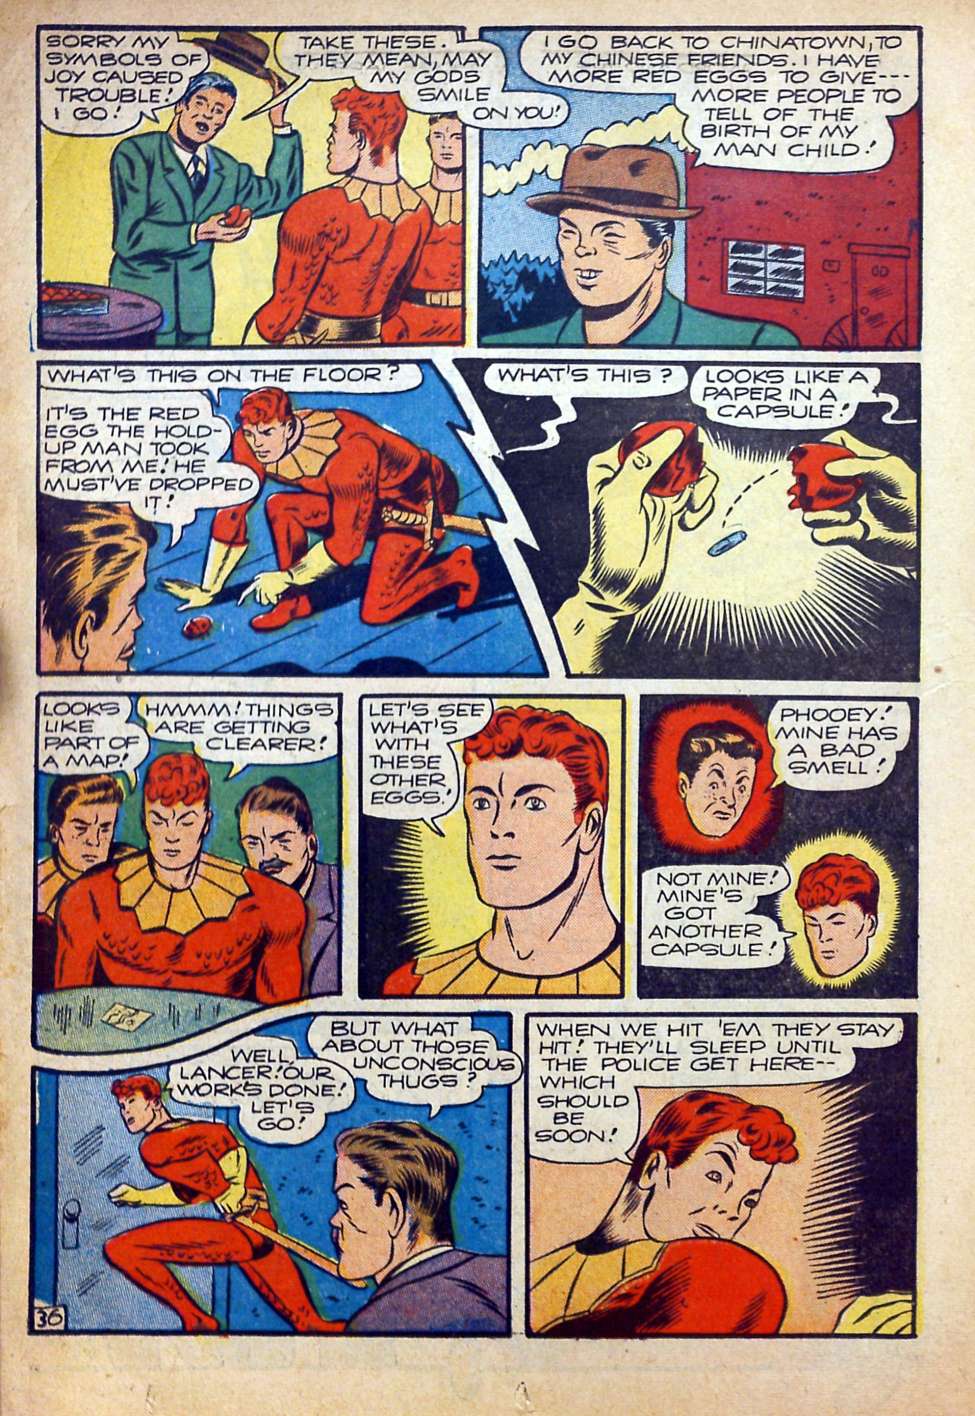 SORRY MY
SYMBOLS OF
JOY CAUSED
TROUBLE!
I GO!
TAKE THESE.
THEY MEAN, MAY
MY GODS
SMILE
ON YOU!
I GO BACK TO CHINATOWN, TO
MY CHINESE FRIENDS. I HAVE
MORE RED EGGS TO GIVE---
MORE PEOPLE TO
TELL OF THE
BIRTH OF MY
MAN CHILD!
WHAT'S THIS ON THE FLOOR?
IT'S THE RED
EGG THE HOLD-
UP MAN TOOK
FROM ME! HE
MUST'VE DROPPED
IT!
WHAT'S THIS?
LOOKS LIKE A
PAPER IN A
CAPSULE!
LOOKS
LIKE
PART OF
A MAP!
HMMM! THINGS
ARE GETTING
CLEARER!
LET'S SEE
WHAT'S
WITH
THESE
OTHER
EGGS!
PHOOEY!
MINE HAS
A BAD
SMELL!
NOT MINE!
MINE'S
GOT
ANOTHER
CAPSULE!
WELL,
LANCER! OUR
WORK'S DONE!
LET'S
GO!
BUT WHAT
ABOUT THOSE
UNCONSCIOUS
THUGS?
WHEN WE HIT 'EM THEY STAY
HIT! THEY'LL SLEEP UNTIL
THE POLICE GET HERE--
WHICH
SHOULD
BE
SOON!
36